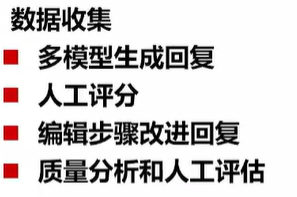 数据收集
多模型生成回复
人工评分
编辑步骤改进回复
质量分析和人工评估